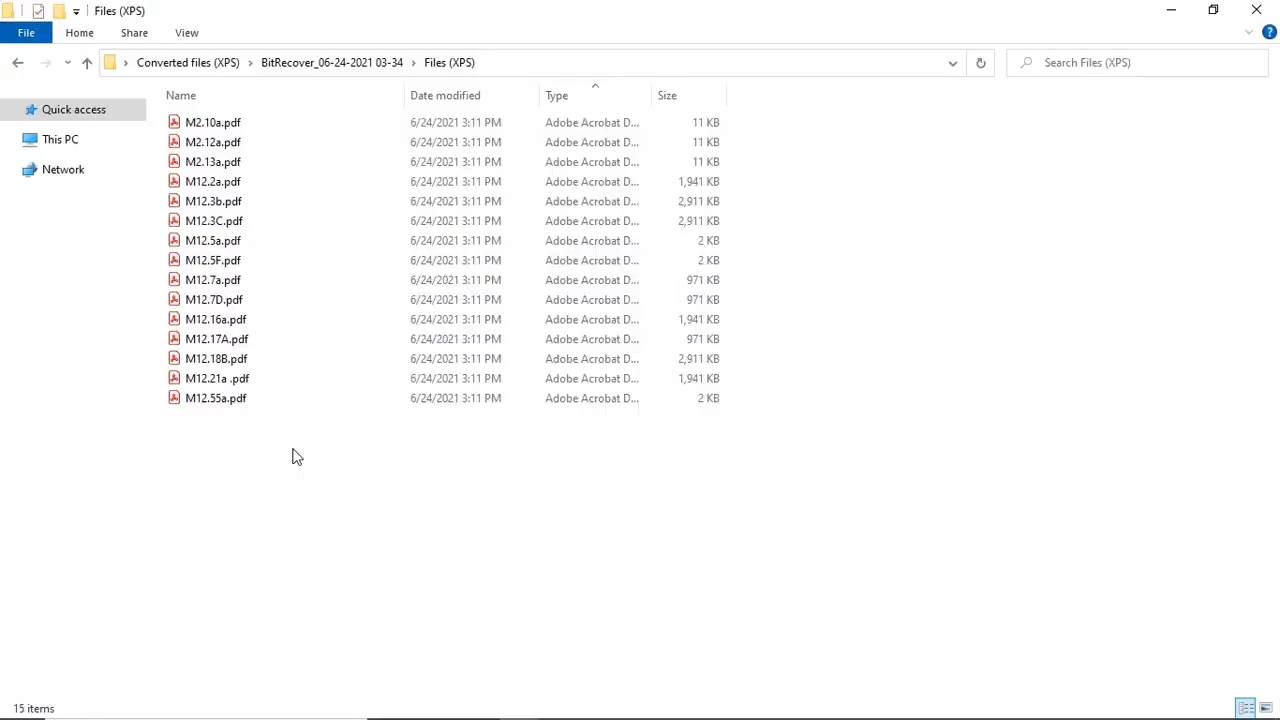 Files (XPS)
File Home Share View
Converted files (XPS) BitRecover_06-24-2021 03-34 Files (XPS) Search Files (XPS)
Name Date modified Type Size
Quick access
This PC
Network
M2.10a.pdf 6/24/2021 3:11 PM Adobe Acrobat D... 11 KB
M2.12a.pdf 6/24/2021 3:11 PM Adobe Acrobat D... 11 KB
M2.13a.pdf 6/24/2021 3:11 PM Adobe Acrobat D... 11 KB
M12.2a.pdf 6/24/2021 3:11 PM Adobe Acrobat D... 1,941 KB
M12.3b.pdf 6/24/2021 3:11 PM Adobe Acrobat D... 2,911 KB
M12.3C.pdf 6/24/2021 3:11 PM Adobe Acrobat D... 2,911 KB
M12.5a.pdf 6/24/2021 3:11 PM Adobe Acrobat D... 2 KB
M12.5F.pdf 6/24/2021 3:11 PM Adobe Acrobat D... 2 KB
M12.7a.pdf 6/24/2021 3:11 PM Adobe Acrobat D... 971 KB
M12.7D.pdf 6/24/2021 3:11 PM Adobe Acrobat D... 971 KB
M12.16a.pdf 6/24/2021 3:11 PM Adobe Acrobat D... 1,941 KB
M12.17A.pdf 6/24/2021 3:11 PM Adobe Acrobat D... 971 KB
M12.18B.pdf 6/24/2021 3:11 PM Adobe Acrobat D... 2,911 KB
M12.21a .pdf 6/24/2021 3:11 PM Adobe Acrobat D... 1,941 KB
M12.55a.pdf 6/24/2021 3:11 PM Adobe Acrobat D... 2 KB
15 items